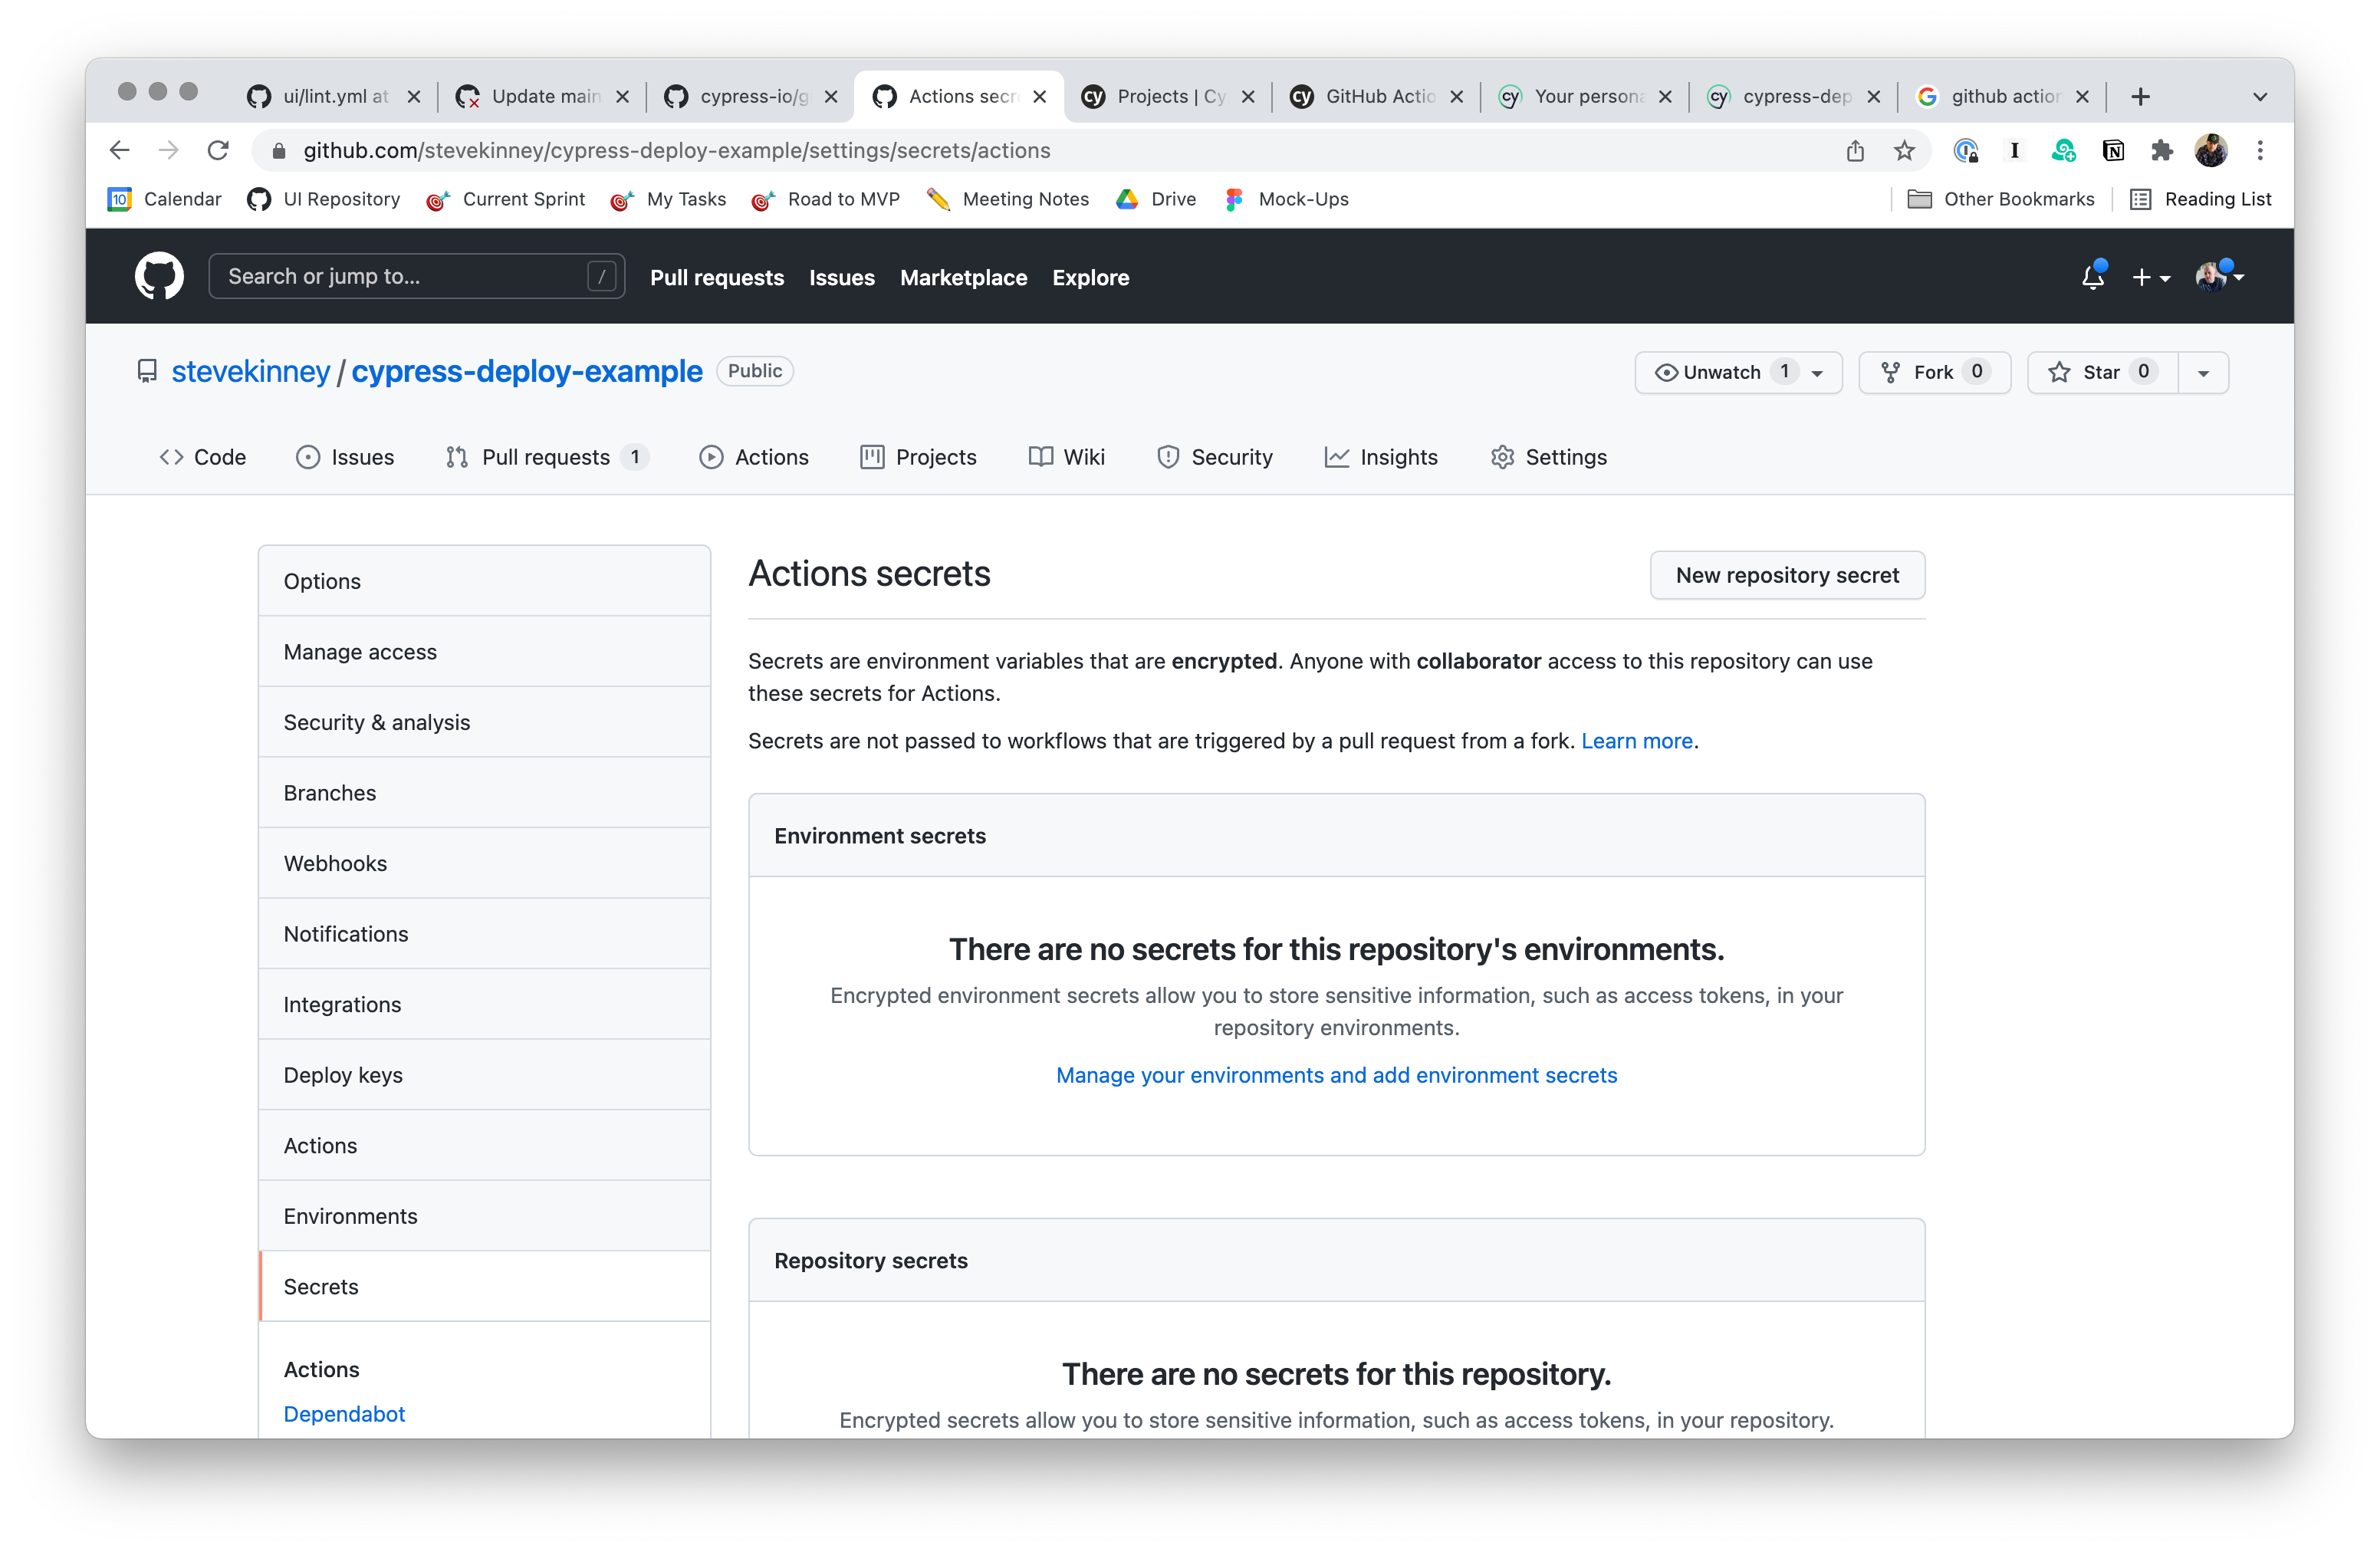 ui/lint.yml at
Update main
cypress-io/g
Actions secr
Projects | Cy
GitHub Actio
Your persona
cypress-dep
github action
github.com/stevekinney/cypress-deploy-example/settings/secrets/actions
10 Calendar
UI Repository
Current Sprint
My Tasks
Road to MVP
Meeting Notes
Drive
Mock-Ups
Other Bookmarks
Reading List
Search or jump to... /
Pull requests
Issues
Marketplace
Explore
stevekinney / cypress-deploy-example Public
Unwatch 1
Fork 0
Star 0
Code
Issues
Pull requests 1
Actions
Projects
Wiki
Security
Insights
Settings
Options
Manage access
Security & analysis
Branches
Webhooks
Notifications
Integrations
Deploy keys
Actions
Environments
Secrets
Actions
Dependabot
Actions secrets
New repository secret
Secrets are environment variables that are encrypted. Anyone with collaborator access to this repository can use
these secrets for Actions.
Secrets are not passed to workflows that are triggered by a pull request from a fork. Learn more.
Environment secrets
There are no secrets for this repository's environments.
Encrypted environment secrets allow you to store sensitive information, such as access tokens, in your
repository environments.
Manage your environments and add environment secrets
Repository secrets
There are no secrets for this repository.
Encrypted secrets allow you to store sensitive information, such as access tokens, in your repository.